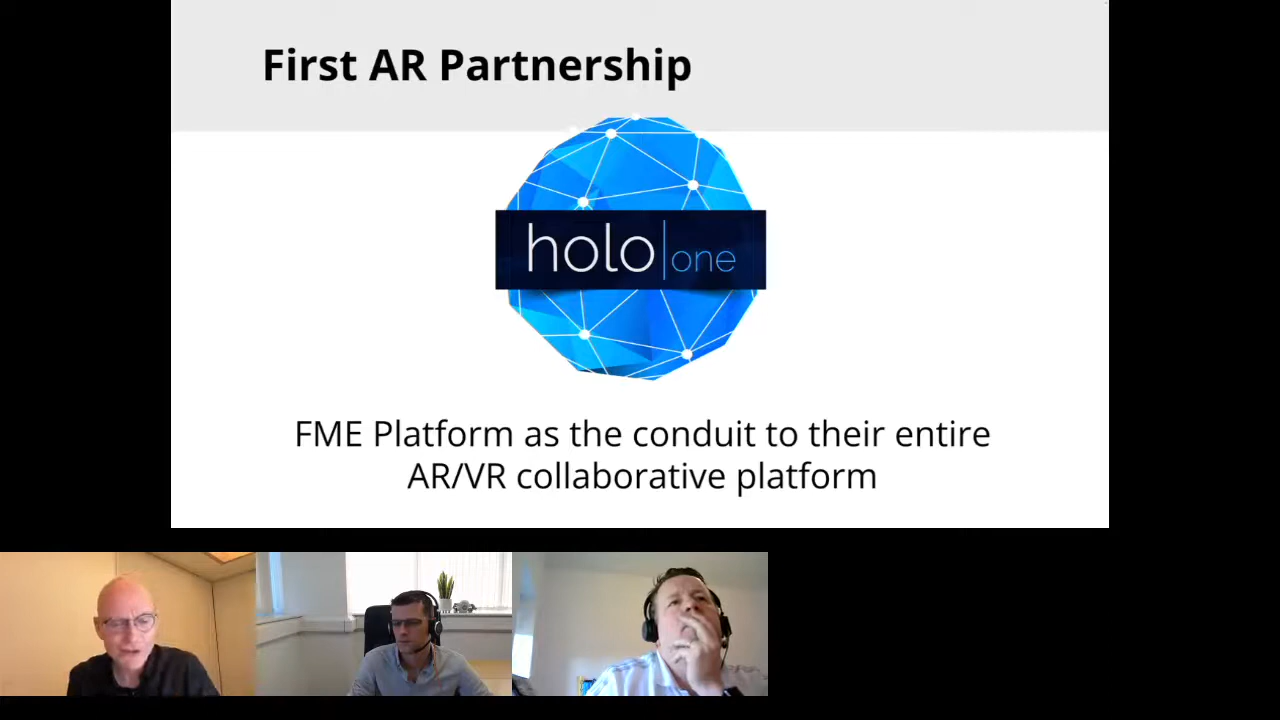 First AR Partnership
holo|one
FME Platform as the conduit to their entire
AR/VR collaborative platform